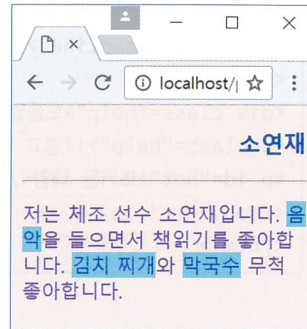 localhost/
소연재
저는 체조 선수 소연재입니다. 음
악을 들으면서 책읽기를 좋아합
니다. 김치 찌개와 막국수 무척
좋아합니다.